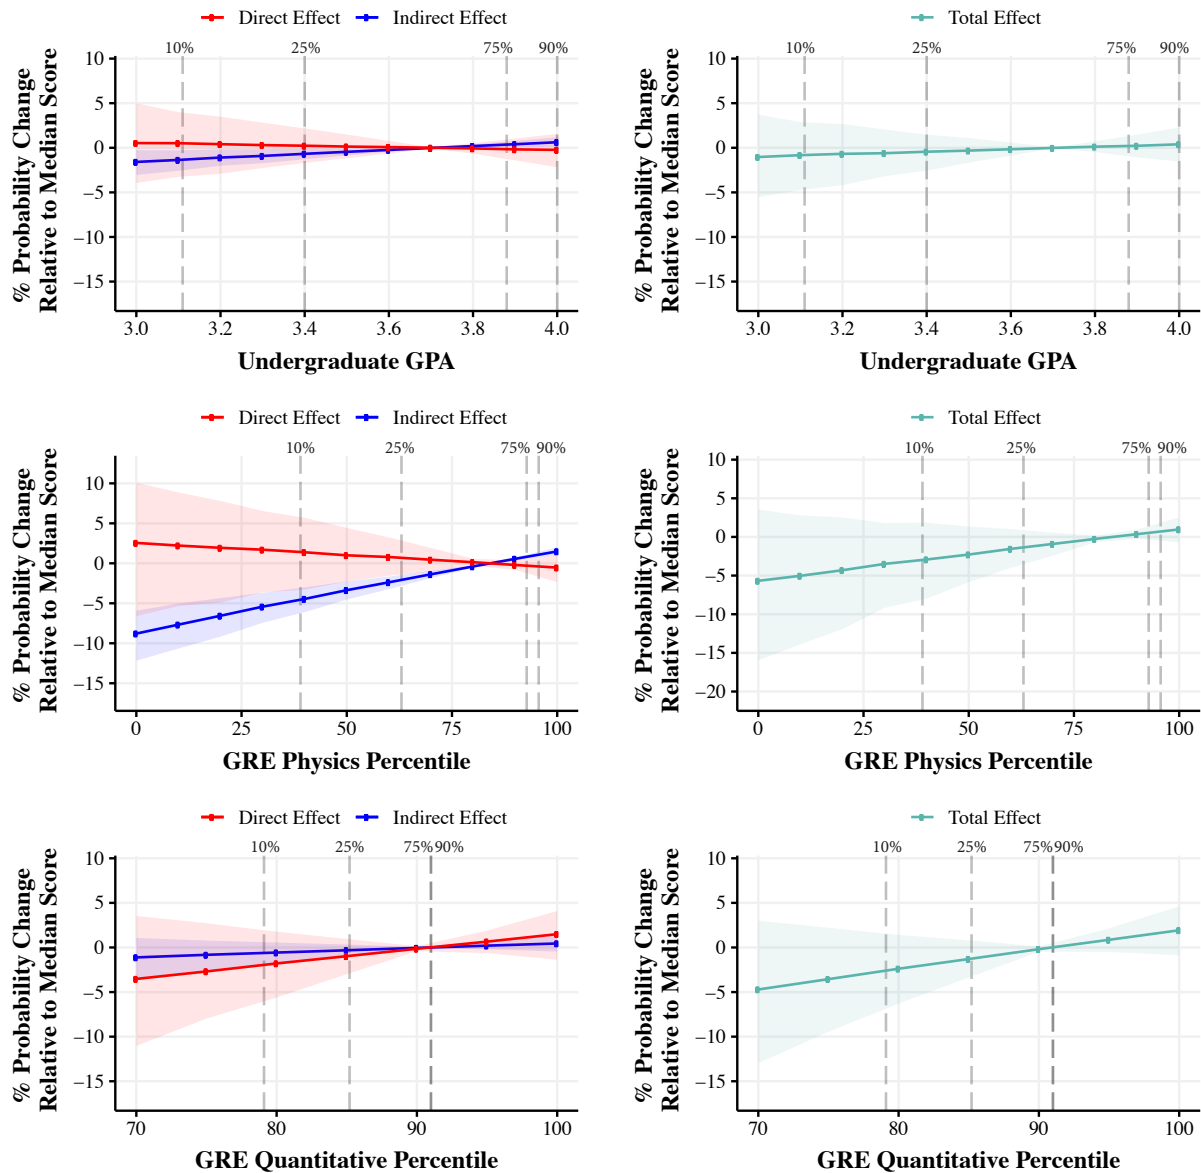 Direct Effect Indirect Effect
10% 25% 75% 90%
10
5
0
−5
−10
−15
% Probability Change
Relative to Median Score
3.0 3.2 3.4 3.6 3.8 4.0
Undergraduate GPA
Total Effect
10% 25% 75% 90%
10
5
0
−5
−10
−15
% Probability Change
Relative to Median Score
3.0 3.2 3.4 3.6 3.8 4.0
Undergraduate GPA
Direct Effect Indirect Effect
10% 25% 75% 90%
10
5
0
−5
−10
−15
% Probability Change
Relative to Median Score
0 25 50 75 100
GRE Physics Percentile
Total Effect
10% 25% 75% 90%
10
5
0
−5
−10
−15
−20
% Probability Change
Relative to Median Score
0 25 50 75 100
GRE Physics Percentile
Direct Effect Indirect Effect
10% 25% 75% 90%
10
5
0
−5
−10
−15
% Probability Change
Relative to Median Score
70 80 90 100
GRE Quantitative Percentile
Total Effect
10% 25% 75% 90%
10
5
0
−5
−10
−15
% Probability Change
Relative to Median Score
70 80 90 100
GRE Quantitative Percentile